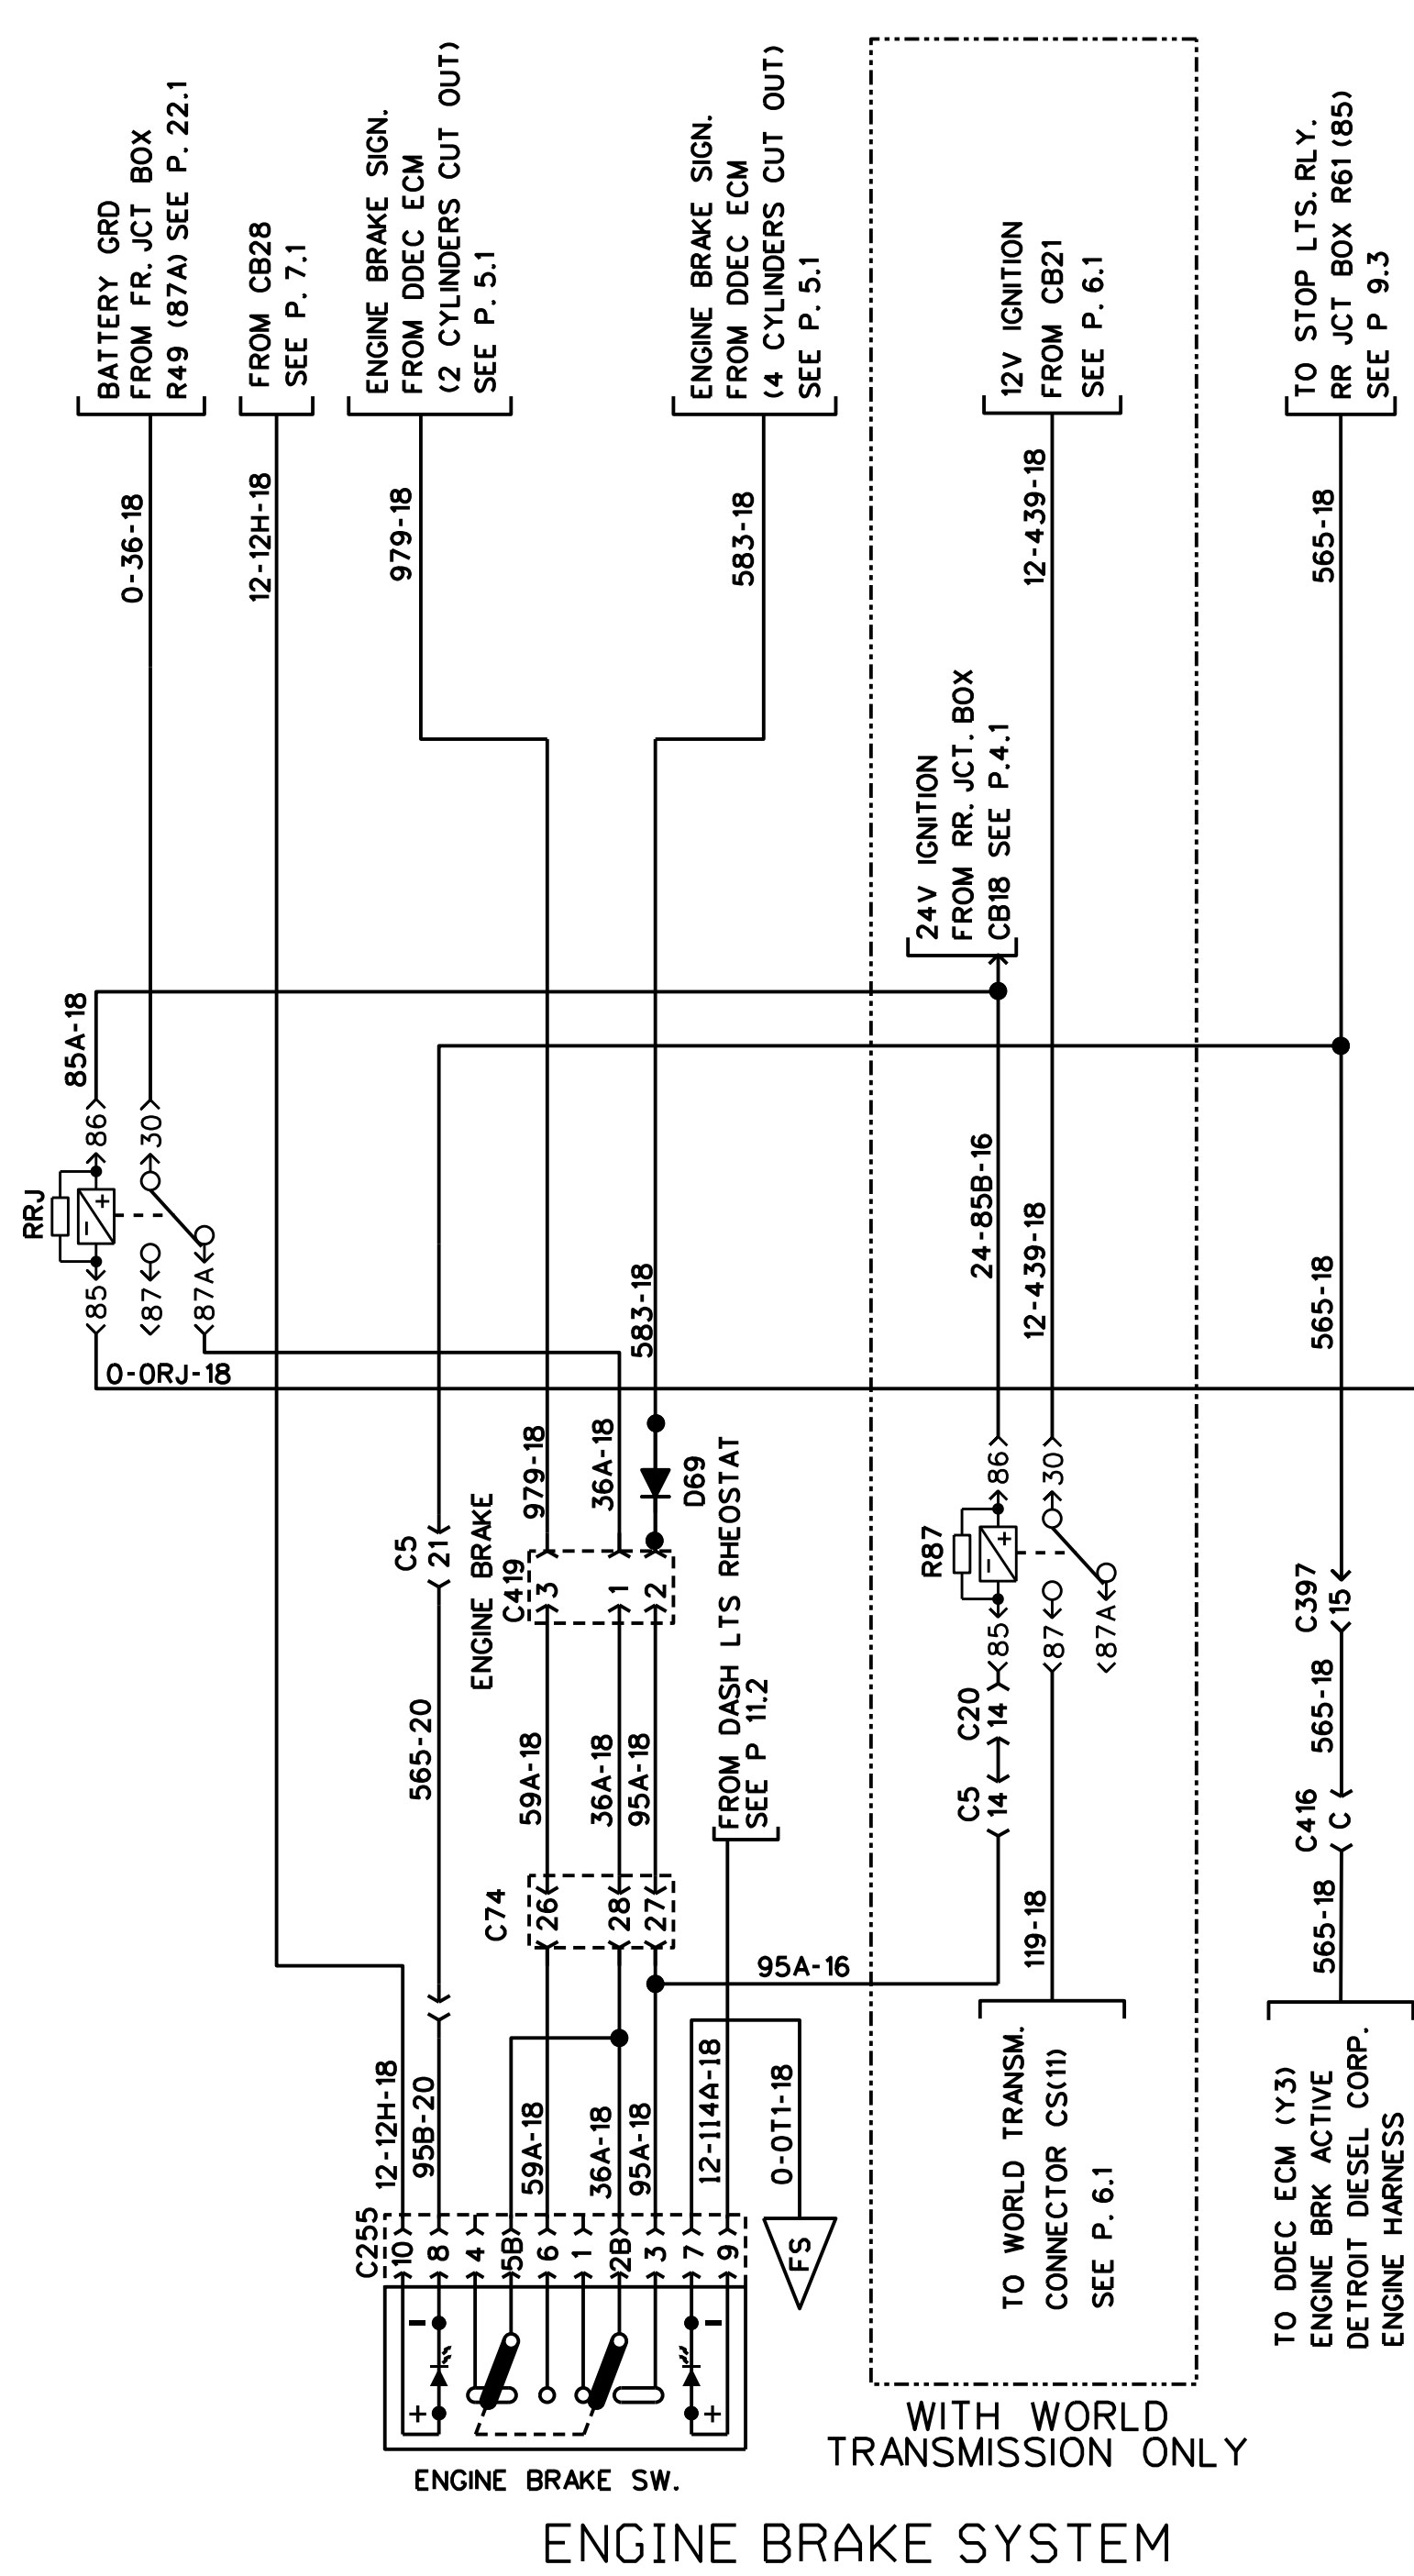 BATTERY GRD
FROM FR. JCT BOX
R49 (87A) SEE P. 22.1
FROM CB28
SEE P. 7.1
ENGINE BRAKE SIGN.
FROM DDEC ECM
(2 CYLINDERS CUT OUT)
SEE P. 5.1
ENGINE BRAKE SIGN.
FROM DDEC ECM
(4 CYLINDERS CUT OUT)
SEE P. 5.1
12V IGNITION
FROM CB21
SEE P. 6.1
TO STOP LTS. RLY.
RR JCT BOX R61 (85)
SEE P 9.3
0-36-18
12-12H-18
979-18
583-18
12-439-18
565-18
24V IGNITION
FROM RR. JCT. BOX
CB18 SEE P.4.1
85A-18
RRJ
86
30
85
87
87A
0-0RJ-18
583-18
24-85B-16
12-439-18
565-18
C5
21
ENGINE BRAKE
979-18
36A-18
D69
C419
3
1
2
FROM DASH LTS RHEOSTAT
SEE P 11.2
R87
86
30
85
87
87A
C397
15
565-20
59A-18
36A-18
95A-18
C20
14
C5
14
565-18
C416
C
C74
26
28
27
95A-16
119-18
565-18
12-12H-18
95B-20
59A-18
36A-18
95A-18
12-114A-18
0-0T1-18
FS
TO WORLD TRANSM.
CONNECTOR CS(11)
SEE P. 6.1
TO DDEC ECM (Y3)
ENGINE BRK ACTIVE
DETROIT DIESEL CORP.
ENGINE HARNESS
C255
10
8
4
5B
6
1
2B
3
7
9
ENGINE BRAKE SW.
WITH WORLD
TRANSMISSION ONLY
ENGINE BRAKE SYSTEM